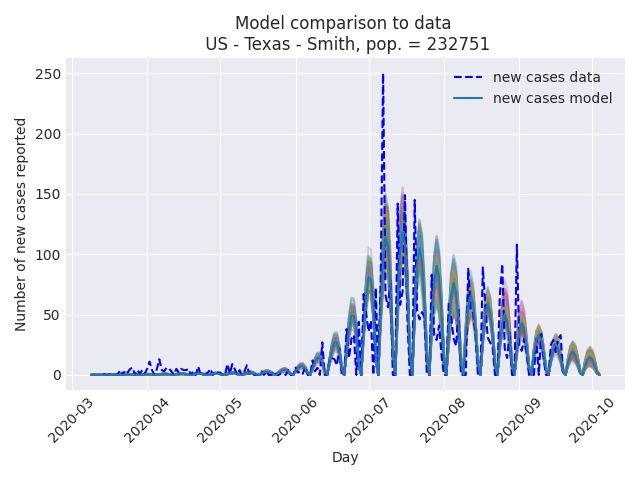 Model comparison to data
US - Texas - Smith, pop. = 232751
new cases data
new cases model
Number of new cases reported
250
200
150
100
50
0
2020-03
2020-04
2020-05
2020-06
2020-07
2020-08
2020-09
2020-10
Day